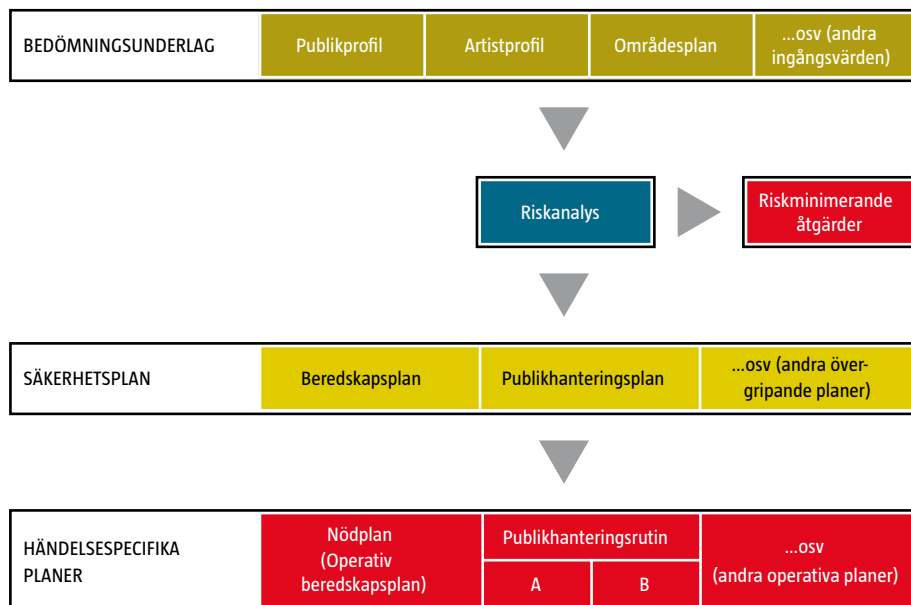 BEDÖMNINGSUNDERLAG
Publikprofil
Artistprofil
Områdesplan
...osv (andra
ingångsvärden)
Riskanalys
Riskminimerande
åtgärder
SÄKERHETSPLAN
Beredskapsplan
Publikhanteringsplan
...osv (andra över-
gripande planer)
HÄNDELSESPECIFIKA
PLANER
Nödplan
(Operativ
beredskapsplan)
Publikhanteringsrutin
A
B
...osv
(andra operativa planer)